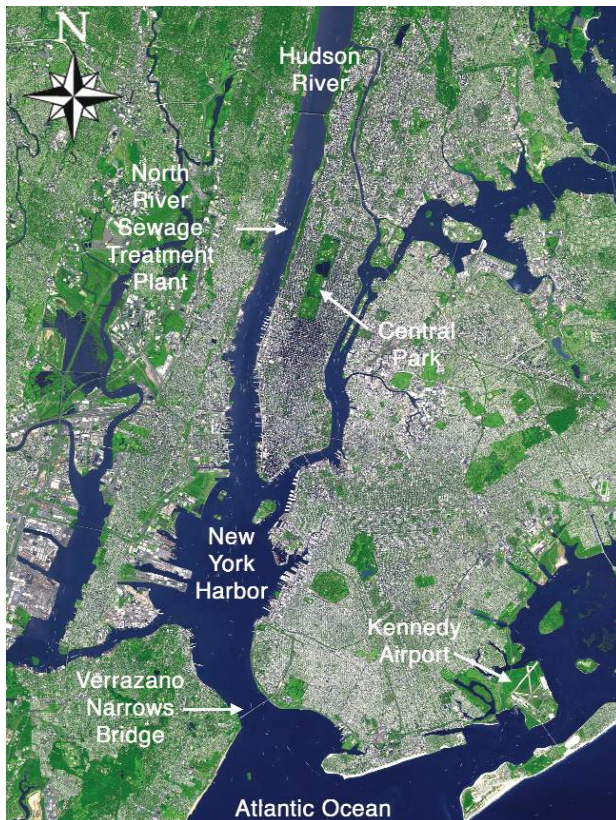 N
Hudson
River
North
River
Sewage
Treatment
Plant
Central
Park
New
York
Harbor
Kennedy
Airport
Verrazano
Narrows
Bridge
Atlantic Ocean